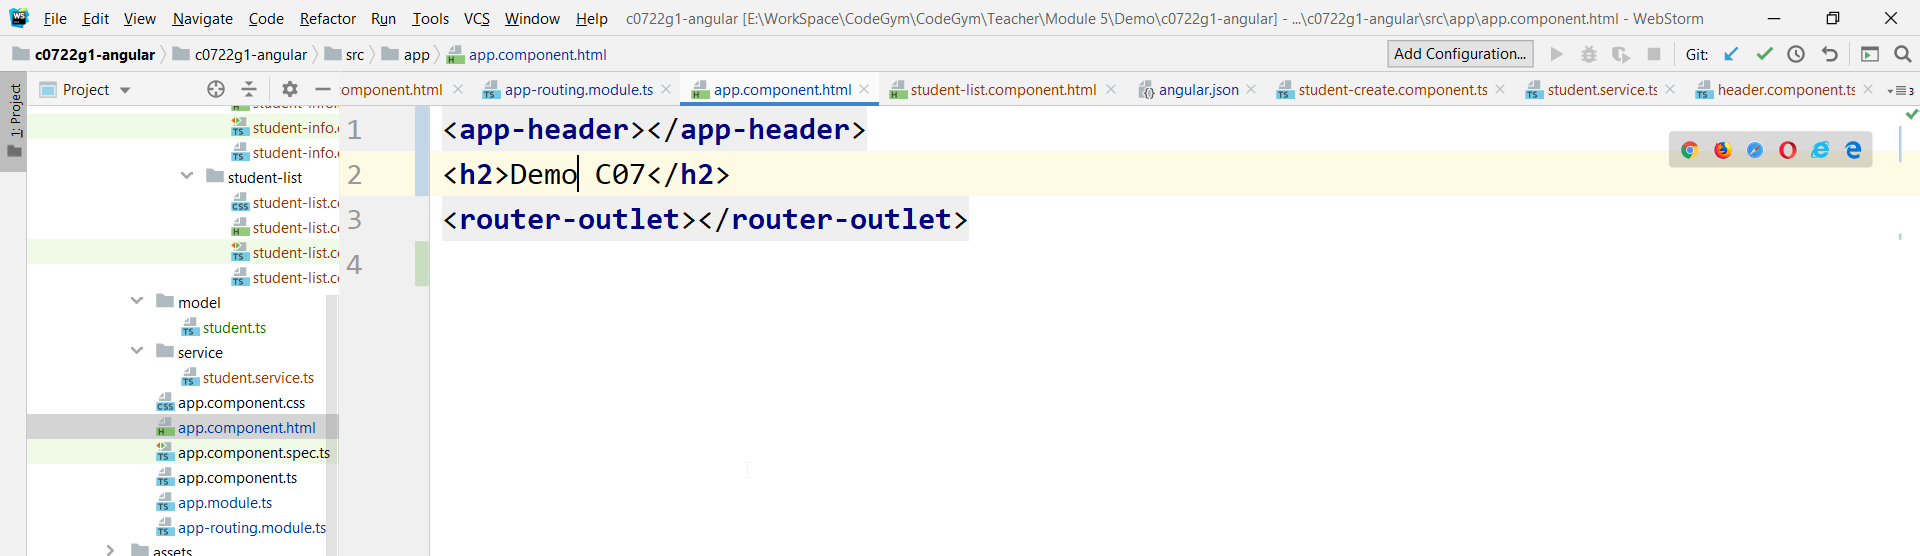 File Edit View Navigate Code Refactor Run Tools VCS Window Help c0722g1-angular [E:\WorkSpace\CodeGym\CodeGym\Teacher\Module 5\Demo\c0722g1-angular] - ...\c0722g1-angular\src\app\app.component.html - WebStorm
c0722g1-angular c0722g1-angular src app app.component.html Add Configuration... Git:
Project omponent.html app-routing.module.ts app.component.html student-list.component.html angular.json student-create.component.ts student.service.ts header.component.ts 3
1: Project
student-info.
student-info.
student-list
student-list.c
student-list.c
student-list.c
student-list.c
model
student.ts
service
student.service.ts
app.component.css
app.component.html
app.component.spec.ts
app.component.ts
app.module.ts
app-routing.module.ts
assets
1 <app-header></app-header>
2 <h2>Demo C07</h2>
3 <router-outlet></router-outlet>
4